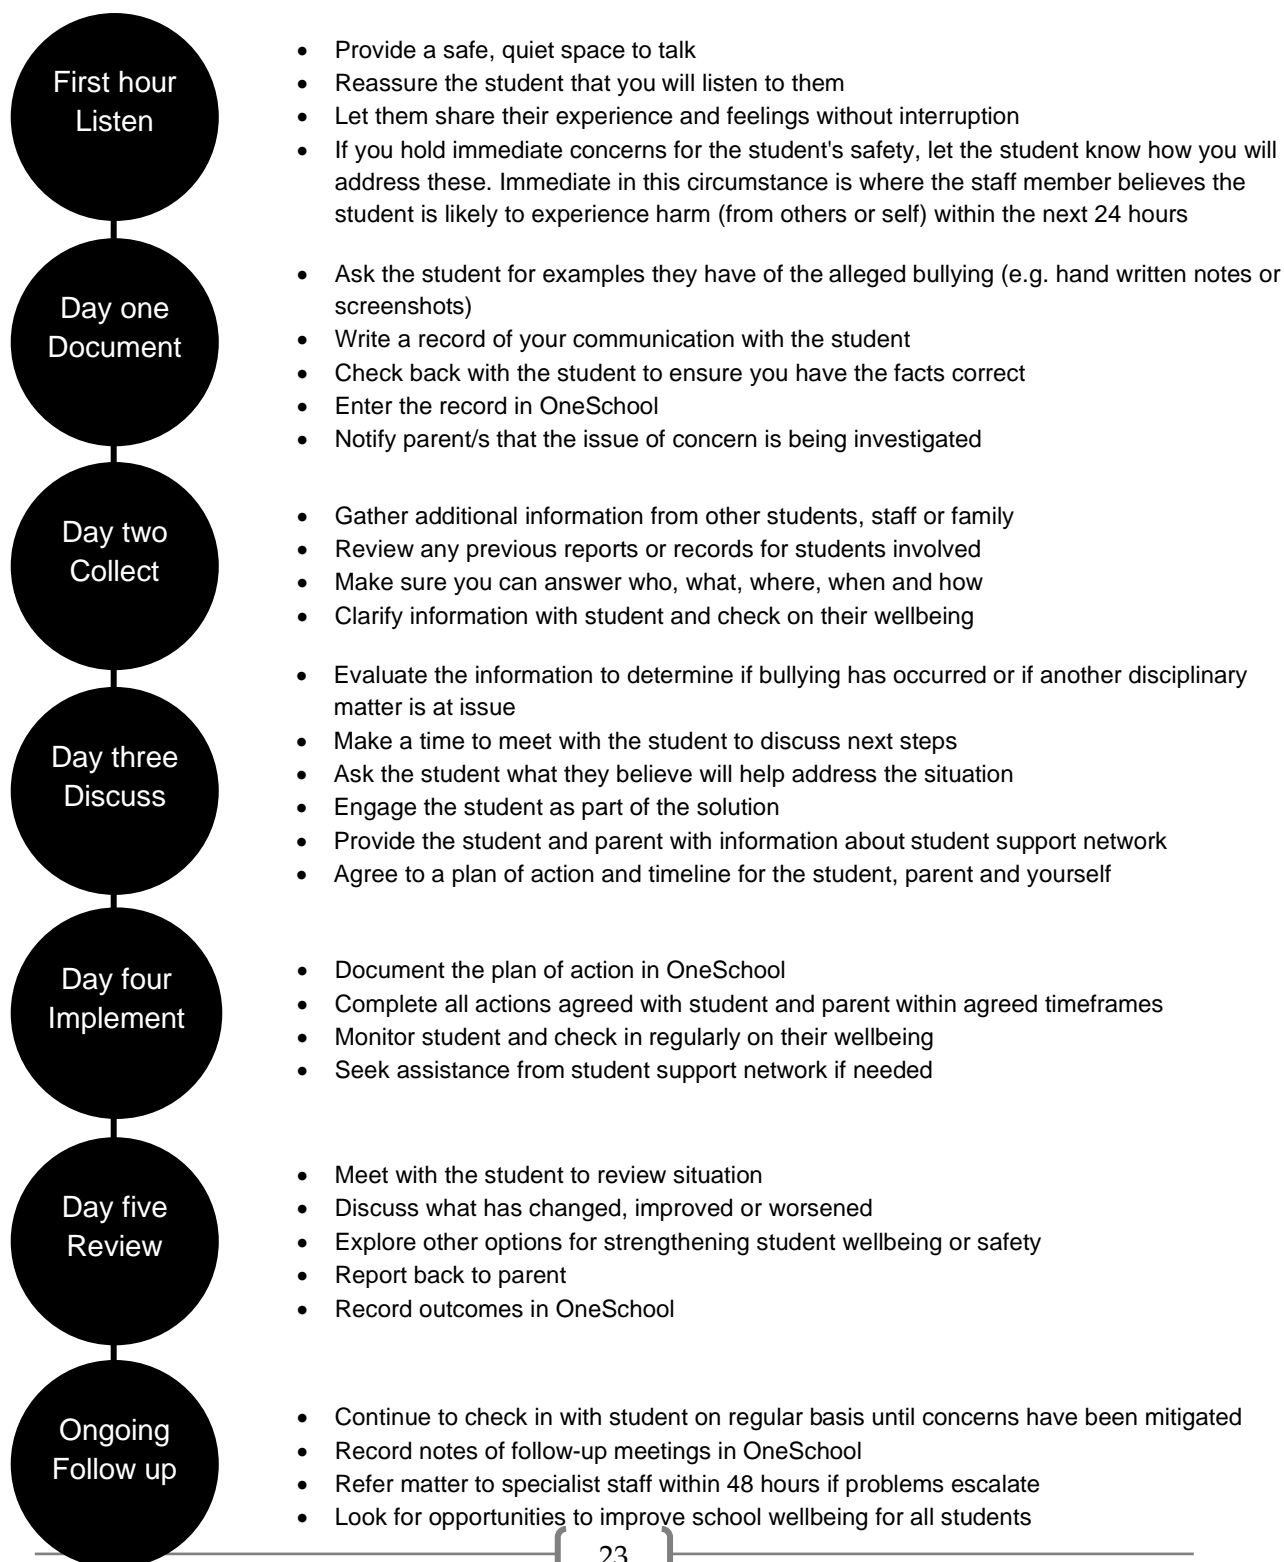 First hour
Listen
• Provide a safe, quiet space to talk
• Reassure the student that you will listen to them
• Let them share their experience and feelings without interruption
• If you hold immediate concerns for the student's safety, let the student know how you will
address these. Immediate in this circumstance is where the staff member believes the
student is likely to experience harm (from others or self) within the next 24 hours
Day one
Document
• Ask the student for examples they have of the alleged bullying (e.g. hand written notes or
screenshots)
• Write a record of your communication with the student
• Check back with the student to ensure you have the facts correct
• Enter the record in OneSchool
• Notify parent/s that the issue of concern is being investigated
Day two
Collect
• Gather additional information from other students, staff or family
• Review any previous reports or records for students involved
• Make sure you can answer who, what, where, when and how
• Clarify information with student and check on their wellbeing
Day three
Discuss
• Evaluate the information to determine if bullying has occurred or if another disciplinary
matter is at issue
• Make a time to meet with the student to discuss next steps
• Ask the student what they believe will help address the situation
• Engage the student as part of the solution
• Provide the student and parent with information about student support network
• Agree to a plan of action and timeline for the student, parent and yourself
Day four
Implement
• Document the plan of action in OneSchool
• Complete all actions agreed with student and parent within agreed timeframes
• Monitor student and check in regularly on their wellbeing
• Seek assistance from student support network if needed
Day five
Review
• Meet with the student to review situation
• Discuss what has changed, improved or worsened
• Explore other options for strengthening student wellbeing or safety
• Report back to parent
• Record outcomes in OneSchool
Ongoing
Follow up
• Continue to check in with student on regular basis until concerns have been mitigated
• Record notes of follow-up meetings in OneSchool
• Refer matter to specialist staff within 48 hours if problems escalate
• Look for opportunities to improve school wellbeing for all students
23